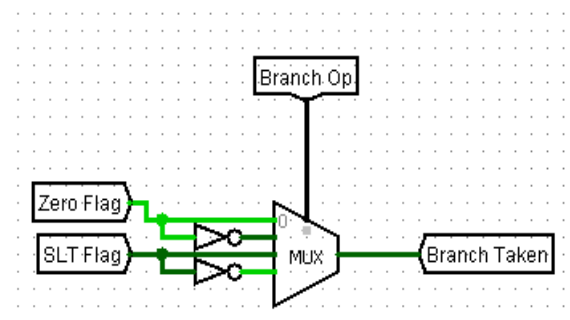 Branch Op
Zero Flag
0
SLT Flag
MUX
Branch Taken